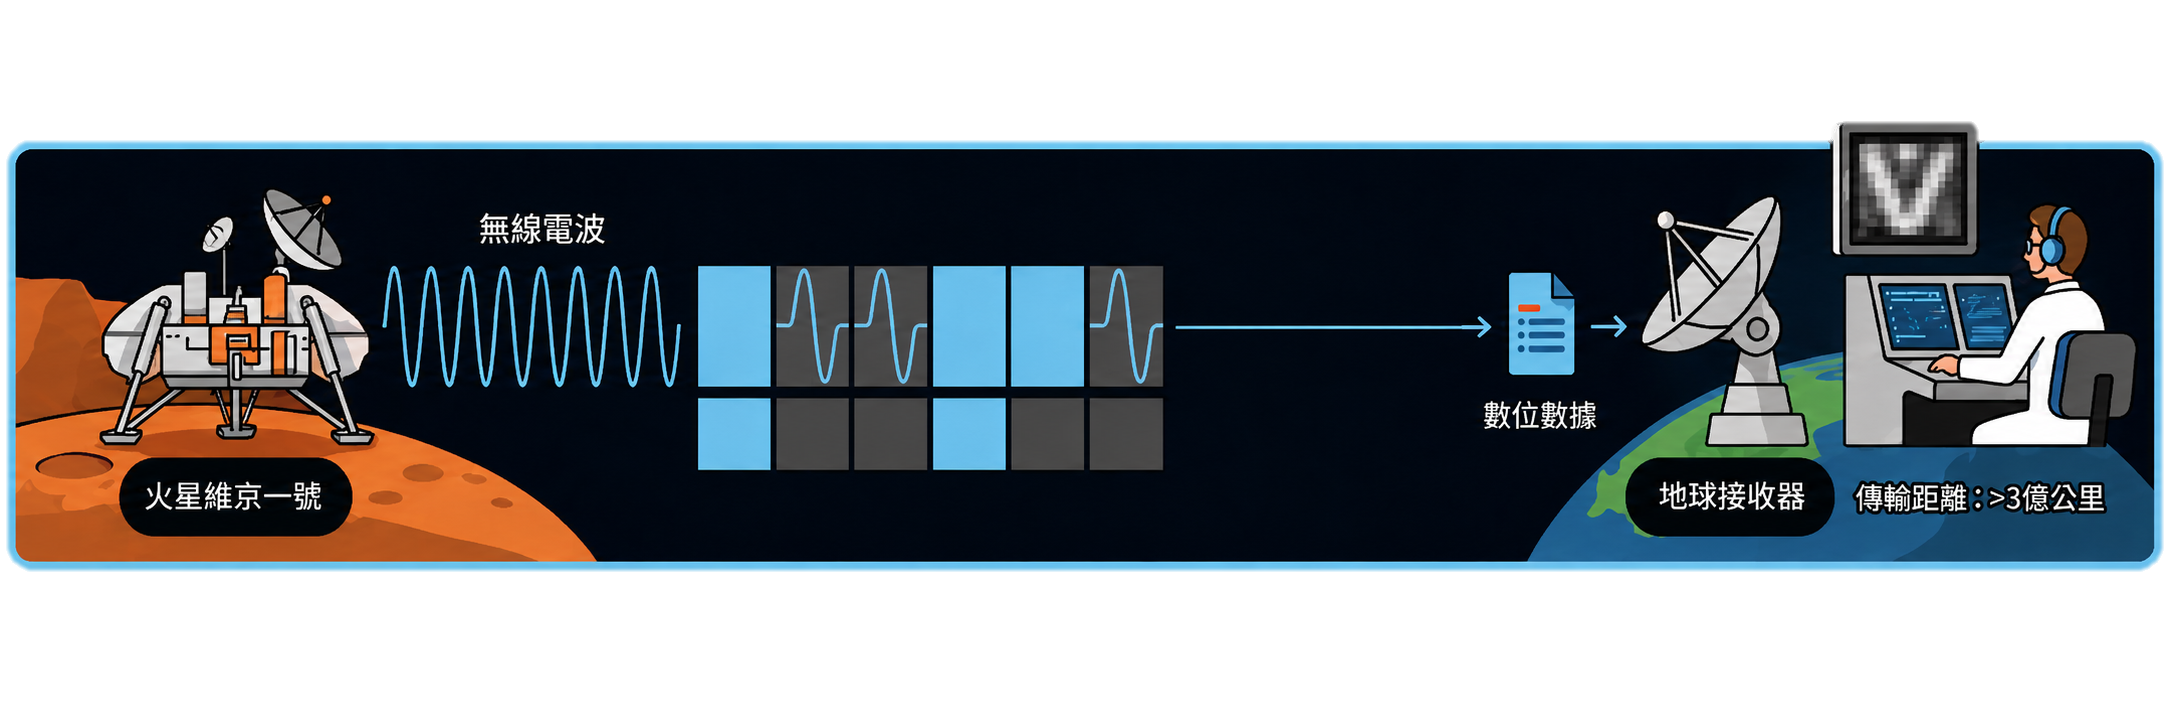 無線電波
數位數據
火星維京一號
地球接收器
傳輸距離：>3億公里